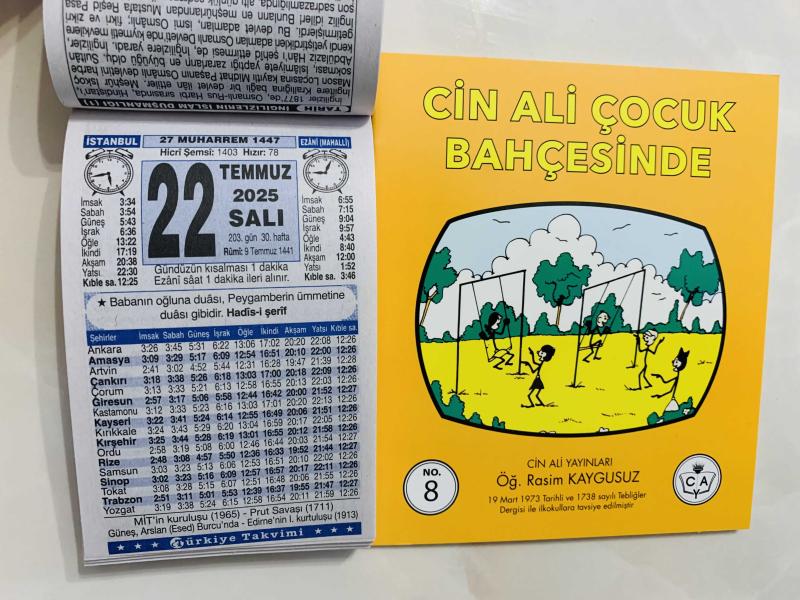 TARİH İNGİLİZLERİN İSLAM DÜŞMANLIĞI (1)
İSTANBUL
27 MUHARREM 1447
EZÂNÎ (MAHALLÎ)
Hicrî Şemsî: 1403 Hızır: 78
22
TEMMUZ
2025
SALI
203. gün 30. hafta
Rûmî: 9 Temmuz 1441
İmsak 3:34
Sabah 3:54
Güneş 5:43
İşrak 6:36
Öğle 13:22
İkindi 17:19
Akşam 20:38
Yatsı 22:30
Kıble sa. 12:25
İmsak 6:55
Sabah 7:15
Güneş 9:04
İşrak 9:57
Öğle 4:43
İkindi 8:40
Akşam 12:00
Yatsı 1:52
Kıble sa. 3:46
Gündüzün kısalması 1 dakika
Ezânî sâat 1 dakika ileri alınır.
★ Babanın oğluna duâsı, Peygamberin ümmetine
duâsı gibidir. Hadîs-i şerîf
Şehirler İmsak Sabah Güneş İşrak Öğle İkindi Akşam Yatsı Kıble sa.
Ankara 3:26 3:45 5:31 6:22 13:06 17:02 20:20 22:08 12:26
Amasya 3:09 3:29 5:17 6:09 12:54 16:51 20:10 22:00 12:26
Artvin 2:41 3:02 4:52 5:44 12:31 16:28 19:47 21:39 12:28
Çankırı 3:18 3:38 5:26 6:18 13:03 17:00 20:18 22:09 12:26
Çorum 3:13 3:33 5:21 6:13 12:58 16:55 20:13 22:03 12:26
Giresun 2:57 3:17 5:06 5:58 12:44 16:42 20:00 21:52 12:27
Kastamonu 3:12 3:33 5:23 6:16 13:03 17:01 20:20 22:13 12:26
Kayseri 3:22 3:41 5:24 6:14 12:55 16:49 20:06 21:51 12:26
Kırıkkale 3:24 3:43 5:29 6:20 13:04 16:59 20:17 22:05 12:26
Kırşehir 3:25 3:44 5:28 6:19 13:01 16:55 20:12 21:58 12:26
Ordu 2:58 3:19 5:08 6:00 12:46 16:44 20:03 21:54 12:27
Rize 2:48 3:08 4:57 5:50 12:36 16:33 19:52 21:44 12:27
Samsun 3:03 3:23 5:13 6:06 12:53 16:51 20:10 22:02 12:26
Sinop 3:02 3:23 5:16 6:09 12:57 16:57 20:17 22:11 12:26
Tokat 3:08 3:28 5:15 6:07 12:51 16:48 20:06 21:55 12:26
Trabzon 2:51 3:11 5:01 5:53 12:39 16:37 19:55 21:47 12:27
Yozgat 3:19 3:38 5:24 6:15 12:58 16:54 20:11 21:59 12:26
MİT'in kuruluşu (1965) - Prut Savaşı (1711)
Güneş, Arslan (Esed) Burcu'nda - Edirne'nin I. kurtuluşu (1913)
Türkiye Takvimi
CİN ALİ ÇOCUK
BAHÇESİNDE
NO.
8
CİN ALİ YAYINLARI
Öğ. Rasim KAYGUSUZ
19 Mart 1973 Tarihli ve 1738 sayılı Tebliğler
Dergisi ile ilkokullara tavsiye edilmiştir
C A
Y